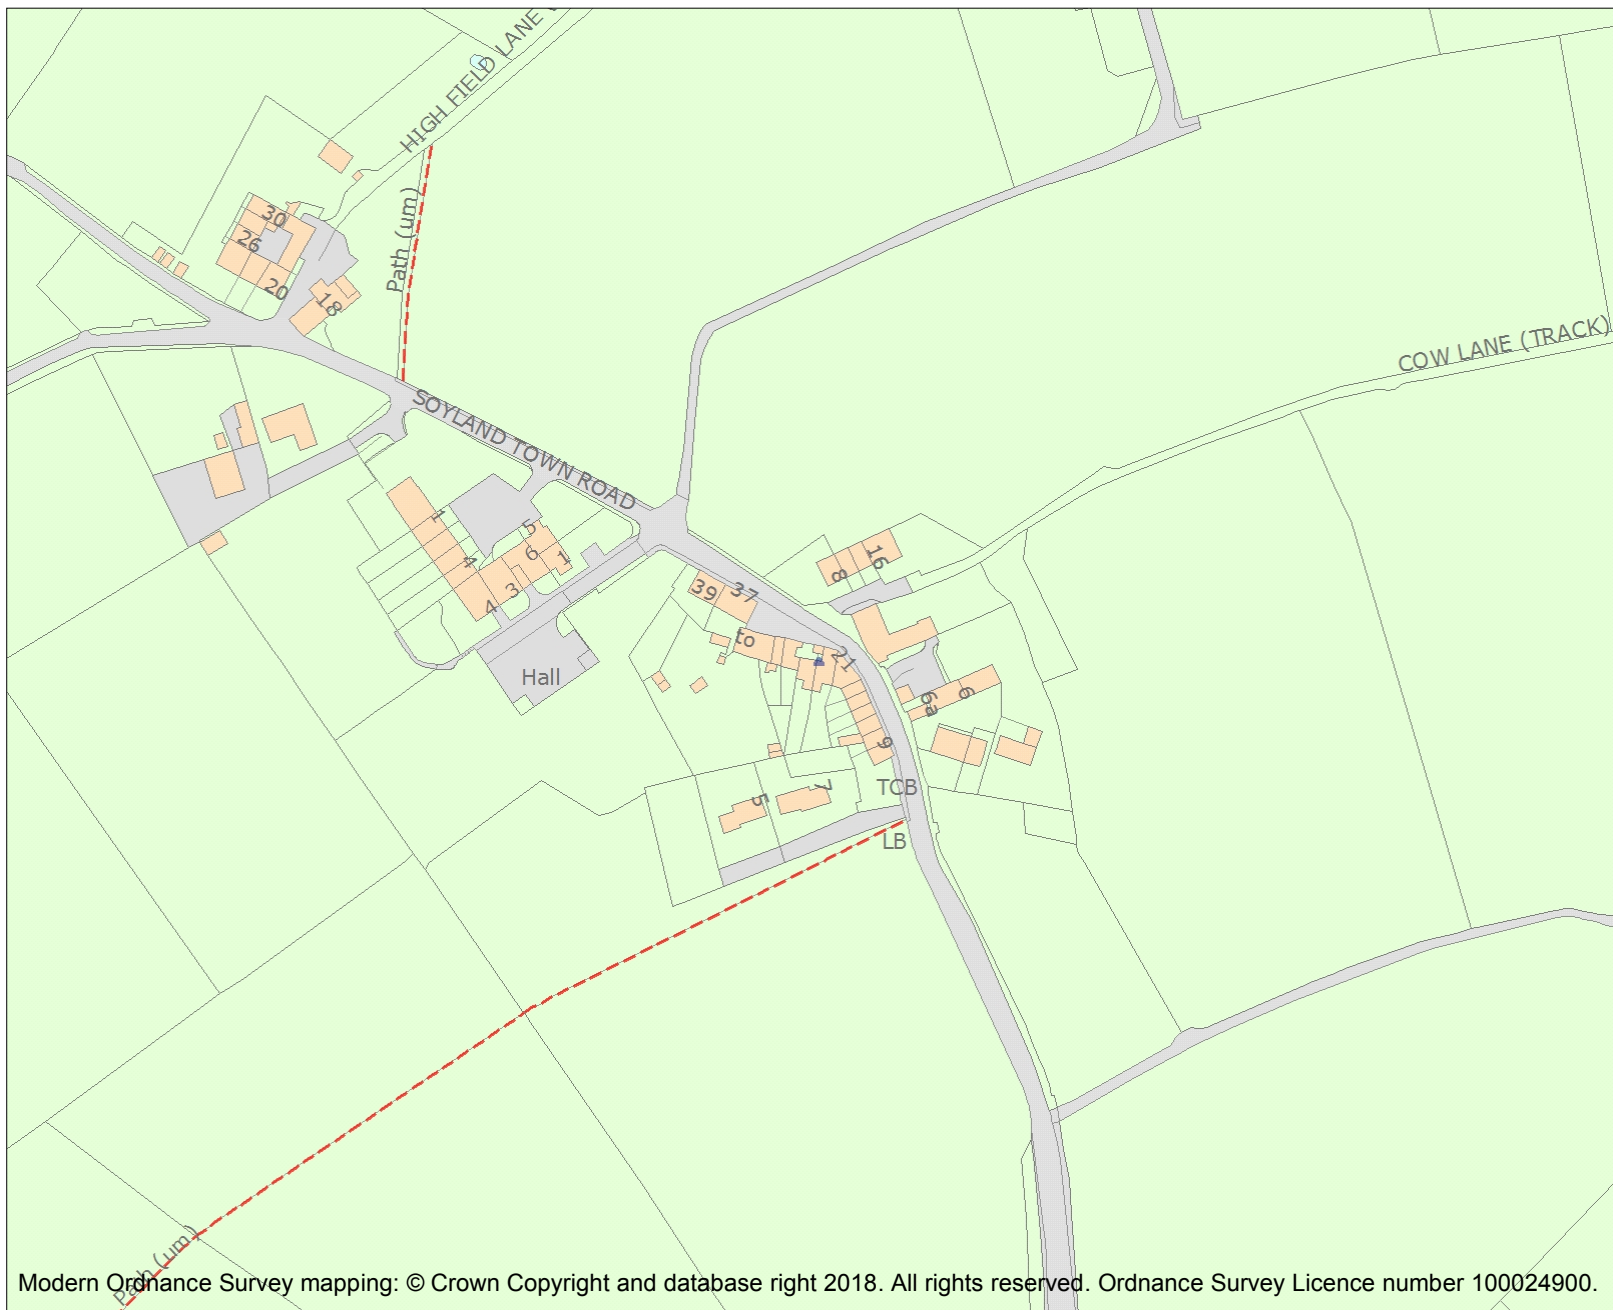 HIGH FIELD LANE
Path (um)
30
26
20
18
COW LANE (TRACK)
SOYLAND TOWN ROAD
1
5
4
6
1
3
4
16
8
39
37
to
21
Hall
6
6a
9
TCB
5
7
LB
Path (um)
Modern Ordnance Survey mapping: © Crown Copyright and database right 2018. All rights reserved. Ordnance Survey Licence number 100024900.